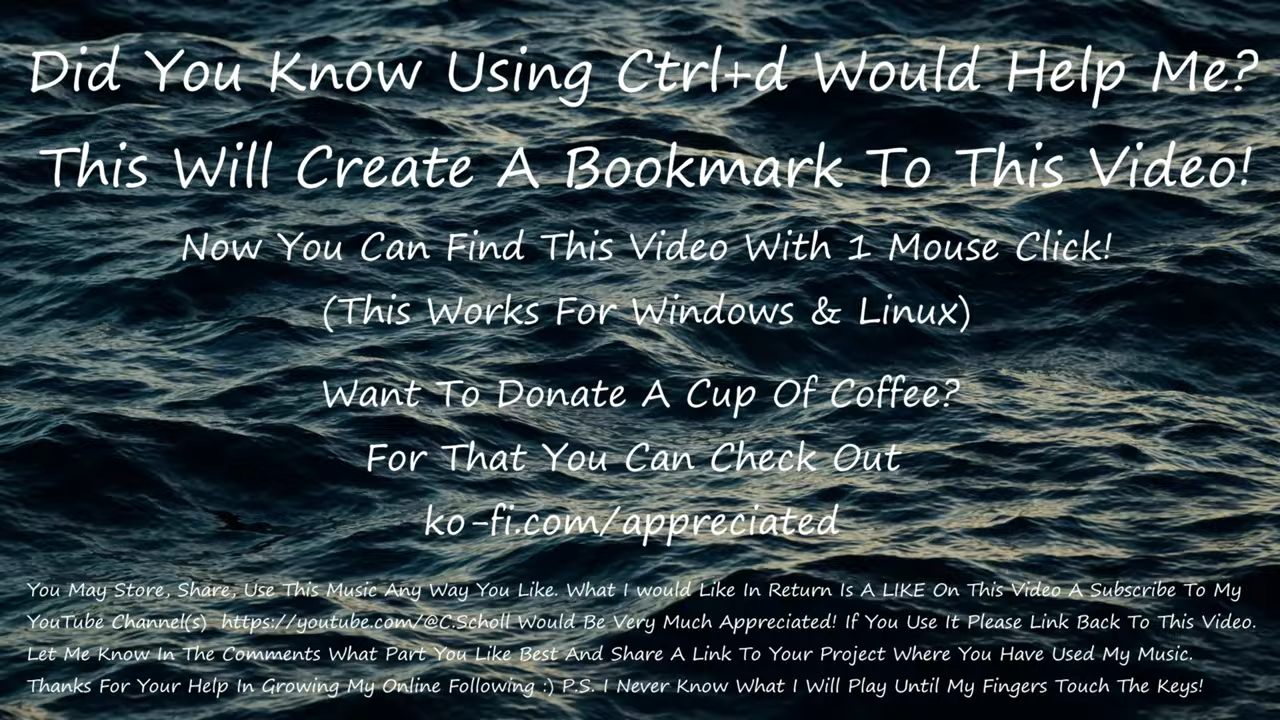 Did You Know Using Ctrl+d Would Help Me?
This Will Create A Bookmark To This Video!
Now You Can Find This Video With 1 Mouse Click!
(This Works For Windows & Linux)
Want To Donate A Cup Of Coffee?
For That You Can Check Out
ko-fi.com/appreciated
You May Store, Share, Use This Music Any Way You Like. What I would Like In Return Is A LIKE On This Video A Subscribe To My
YouTube Channel(s) https://youtube.com/@C.Scholl Would Be Very Much Appreciated! If You Use It Please Link Back To This Video.
Let Me Know In The Comments What Part You Like Best And Share A Link To Your Project Where You Have Used My Music.
Thanks For Your Help In Growing My Online Following :) P.S. I Never Know What I Will Play Until My Fingers Touch The Keys!